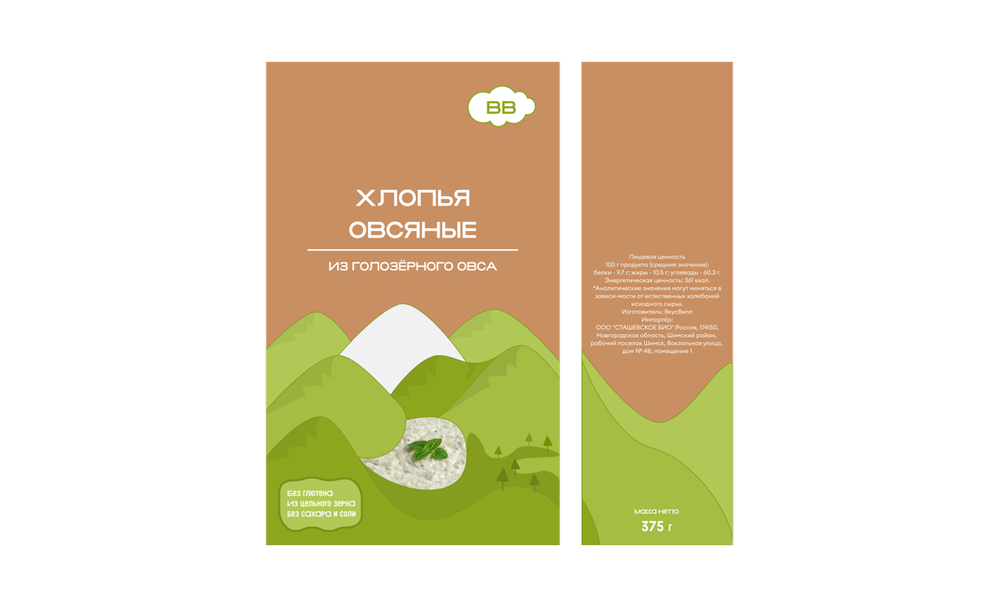 ВВ
ХЛОПЬЯ
ОВСЯНЫЕ
ИЗ ГОЛОЗЁРНОГО ОВСА
Без глютена
Из цельного зерна
Без сахара и соли
Пищевая ценность
100 г продукта (средние значения):
белки - 9.7 г; жиры - 10.5 г; углеводы - 60.3 г.
Энергетическая ценность: 361 ккал.
*Аналитические значения могут меняться в
зависи-мости от естественных колебаний
исходного сырья.
Изготовитель: ВкусВилл
Импортёр:
ООО "СТАШЕВСКОЕ БИО":Россия, 174150,
Новгородская область, Шимский район,
рабочий поселок Шимск, Вокзальная улица,
дом № 4В, помещение 1
Масса нетто
375 г